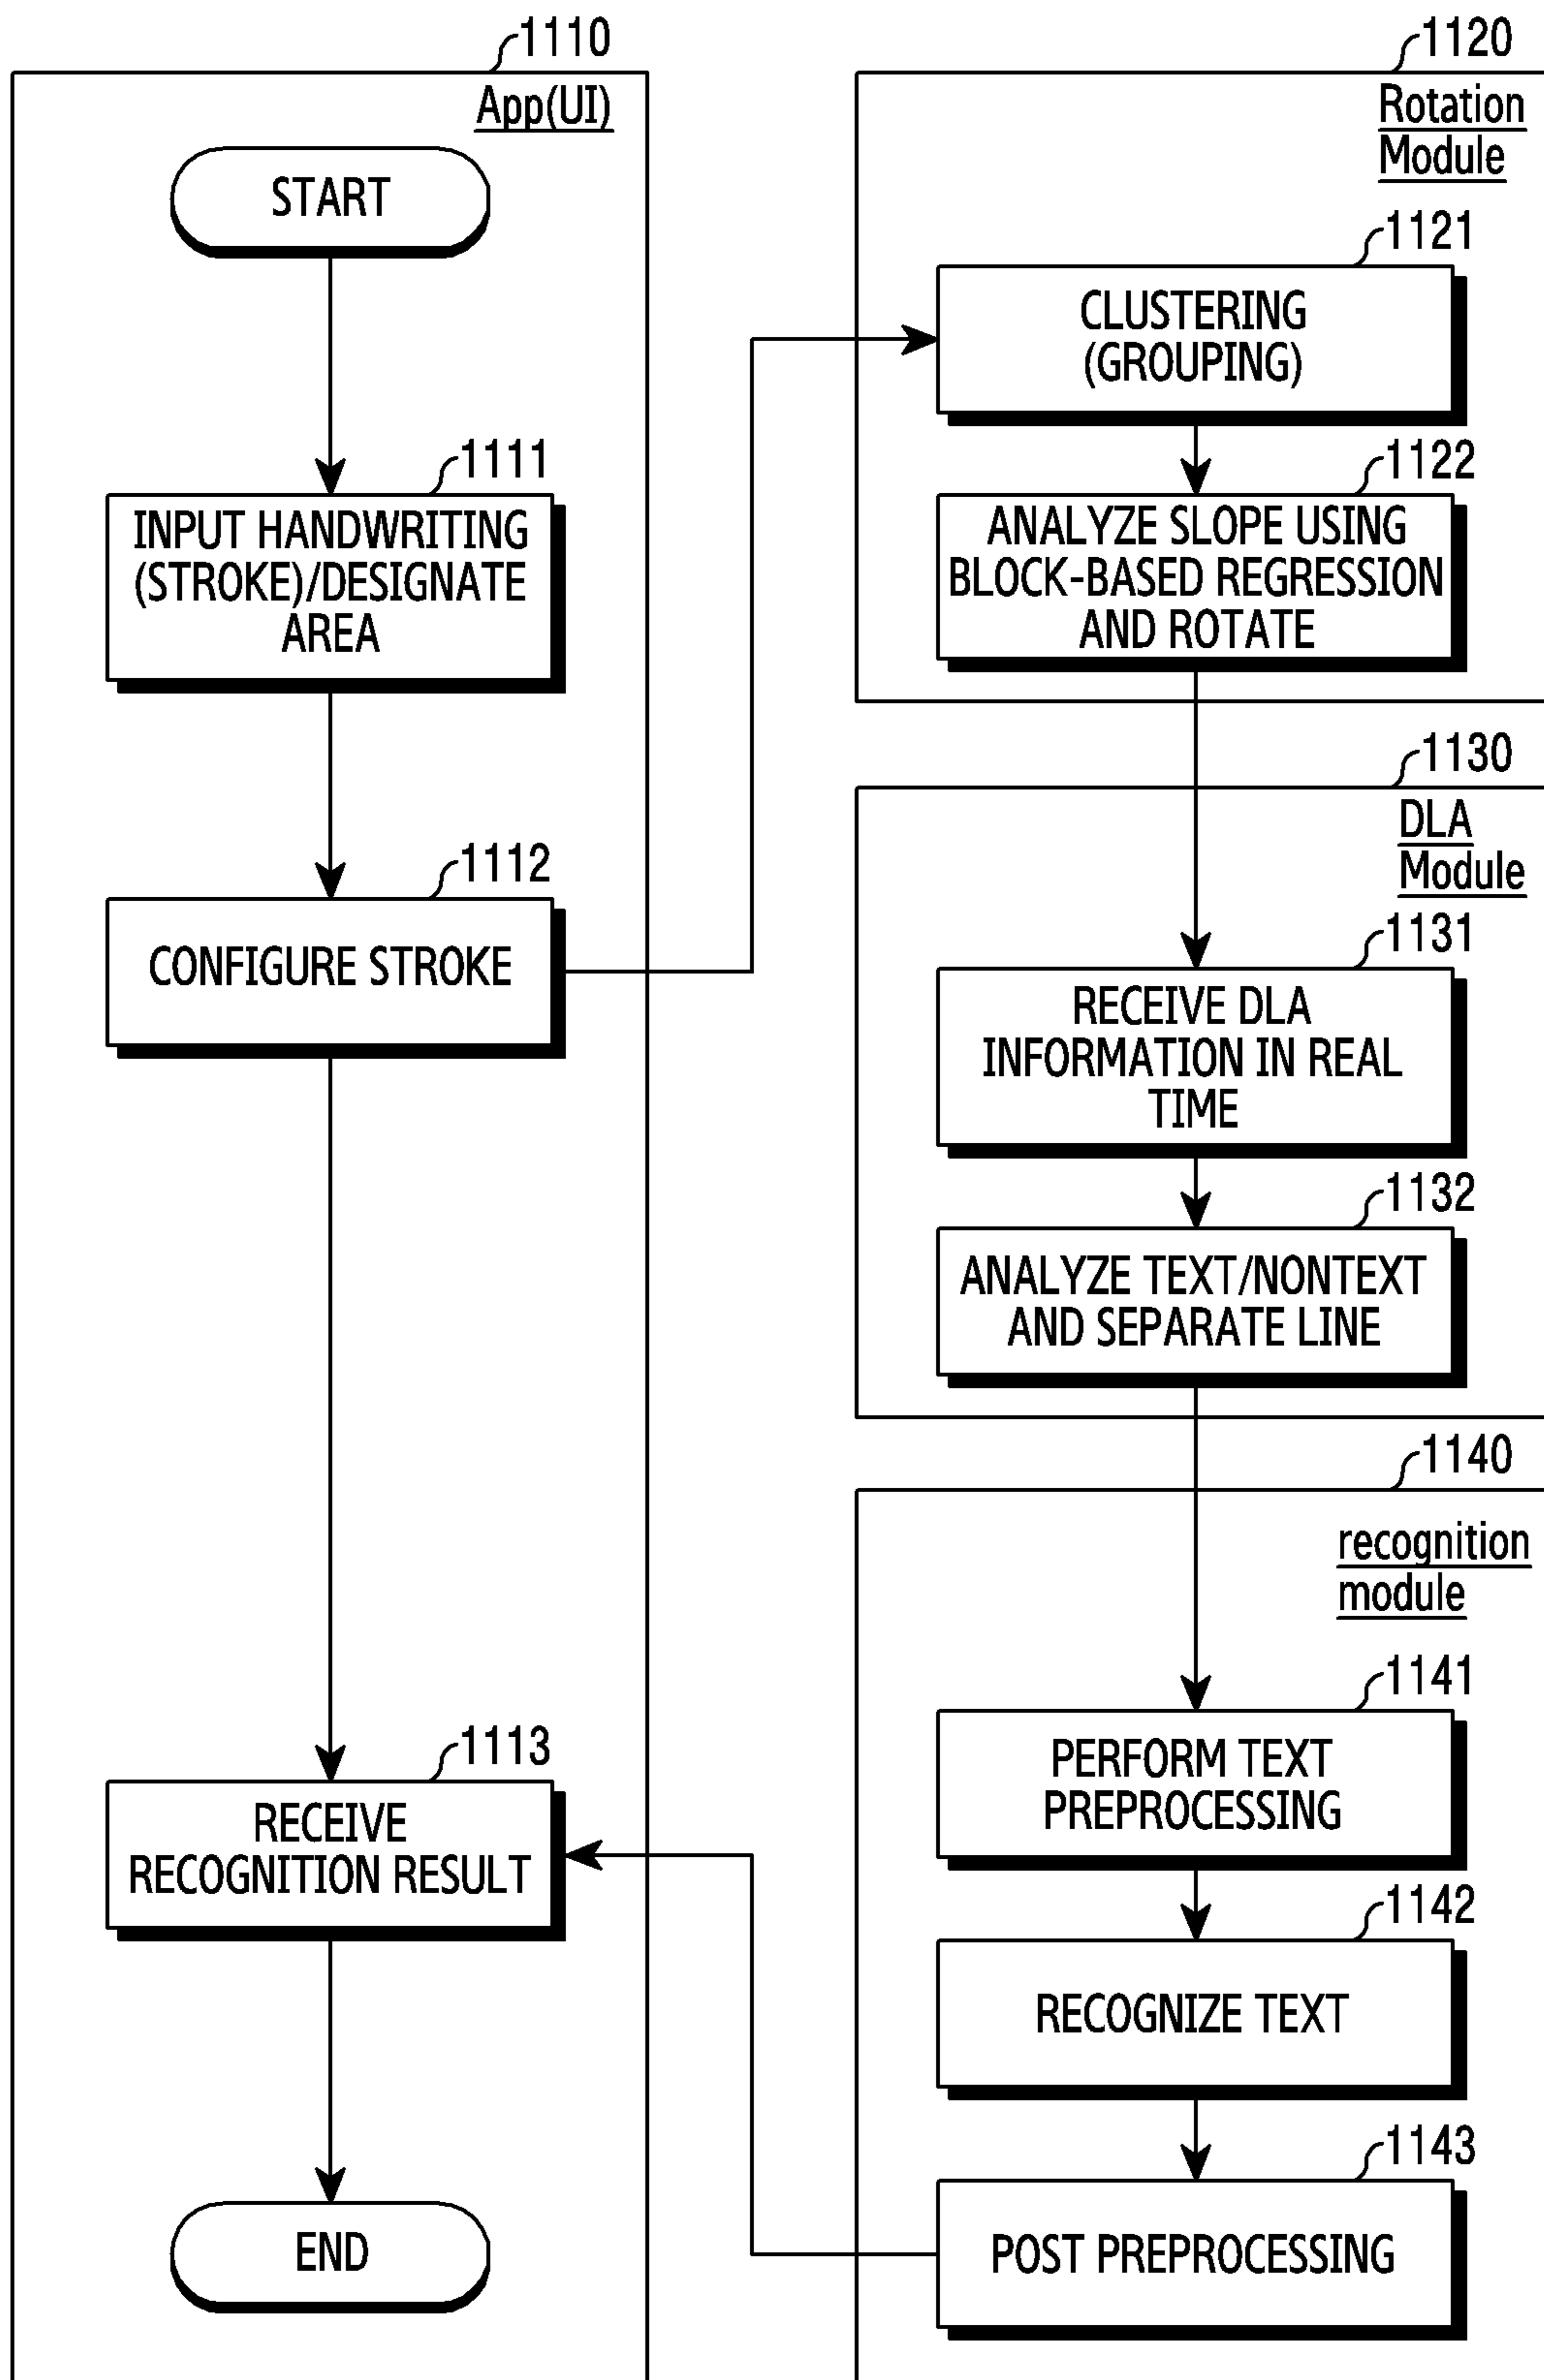 1110
App(UI)
START
1111
INPUT HANDWRITING
(STROKE)/DESIGNATE
AREA
1112
CONFIGURE STROKE
1113
RECEIVE
RECOGNITION RESULT
END
1120
Rotation
Module
1121
CLUSTERING
(GROUPING)
1122
ANALYZE SLOPE USING
BLOCK-BASED REGRESSION
AND ROTATE
1130
DLA
Module
1131
RECEIVE DLA
INFORMATION IN REAL
TIME
1132
ANALYZE TEXT/NONTEXT
AND SEPARATE LINE
1140
recognition
module
1141
PERFORM TEXT
PREPROCESSING
1142
RECOGNIZE TEXT
1143
POST PREPROCESSING